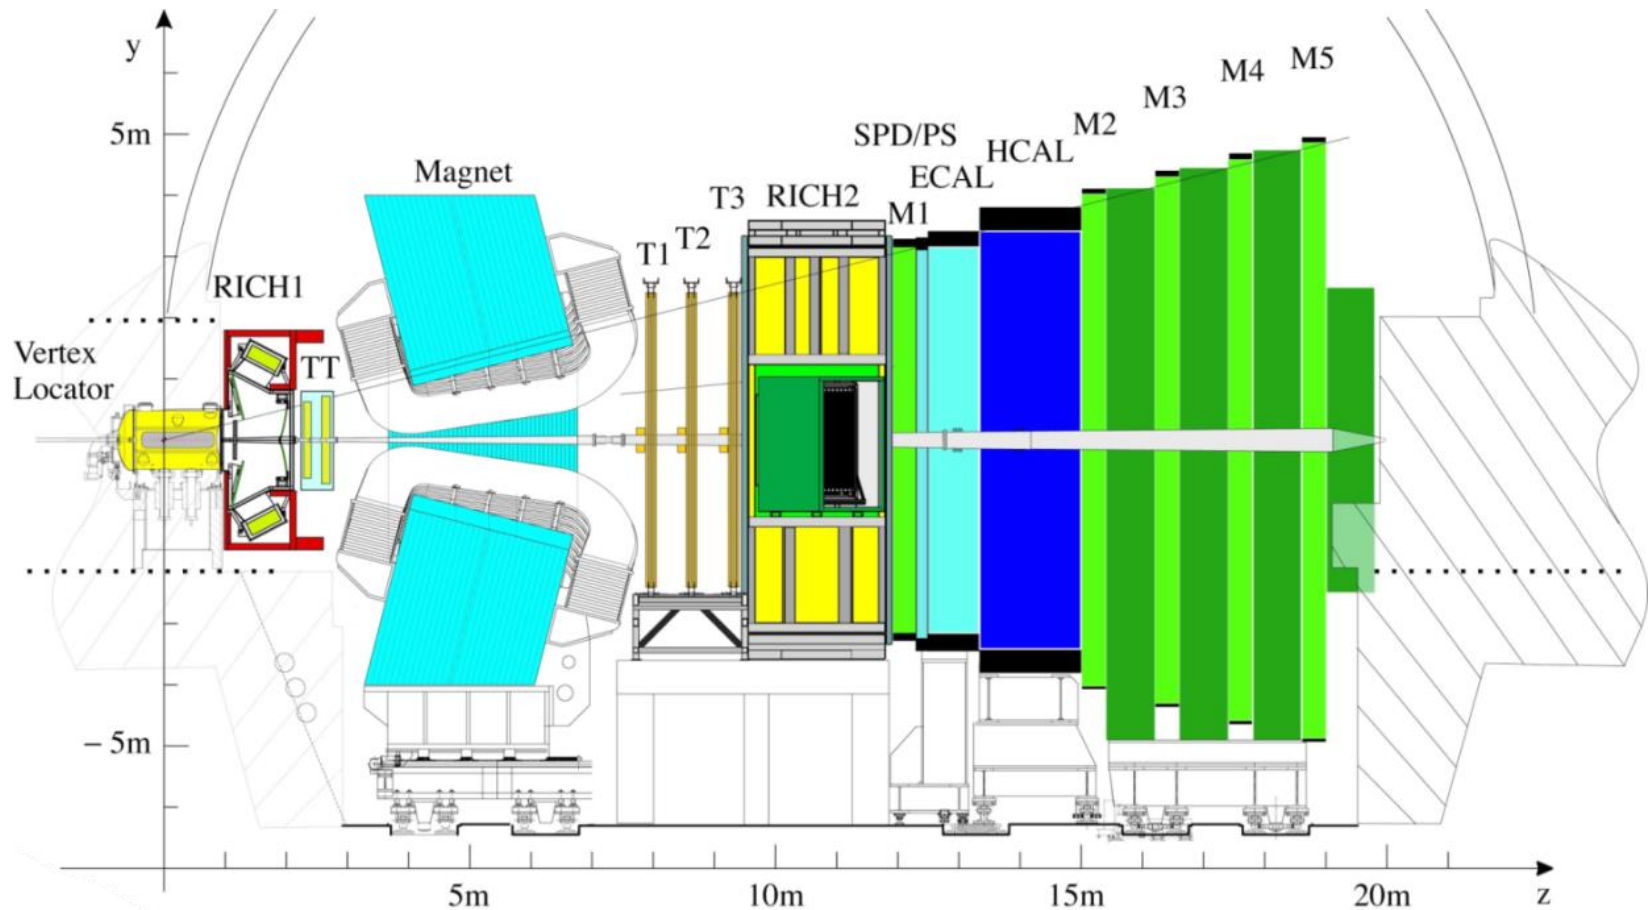 y
5m
Magnet
RICH1
Vertex
Locator
TT
T1
T2
T3
RICH2
M1
SPD/PS
ECAL
HCAL
M2
M3
M4
M5
− 5m
5m
10m
15m
20m
z